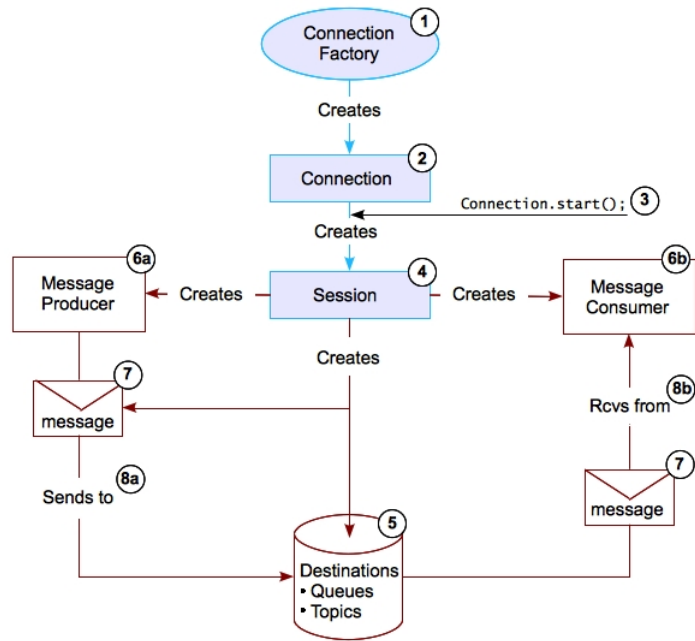 1
Connection
Factory
Creates
2
Connection
Connection.start();
3
Creates
6a
Message
Producer
Creates
4
Session
Creates
6b
Message
Consumer
Creates
7
message
8b
Rcvs from
8a
Sends to
7
message
5
Destinations
• Queues
• Topics